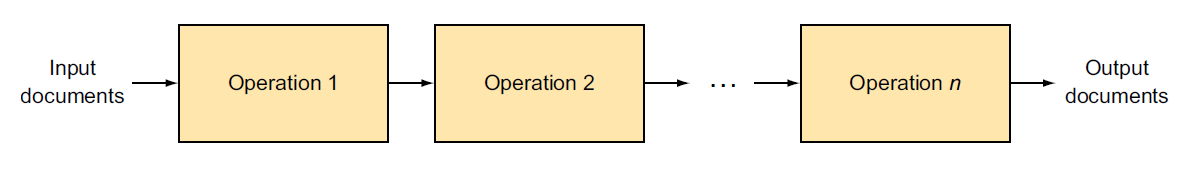 Input
documents
Operation 1
Operation 2
...
Operation n
Output
documents